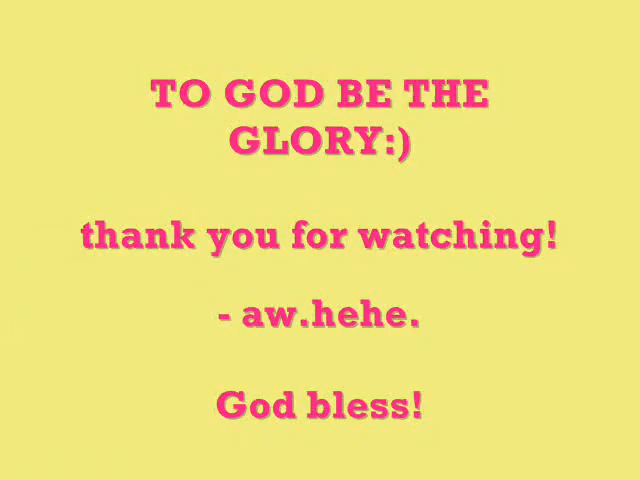 TO GOD BE THE
GLORY:)
thank you for watching!
- aw.hehe.
God bless!